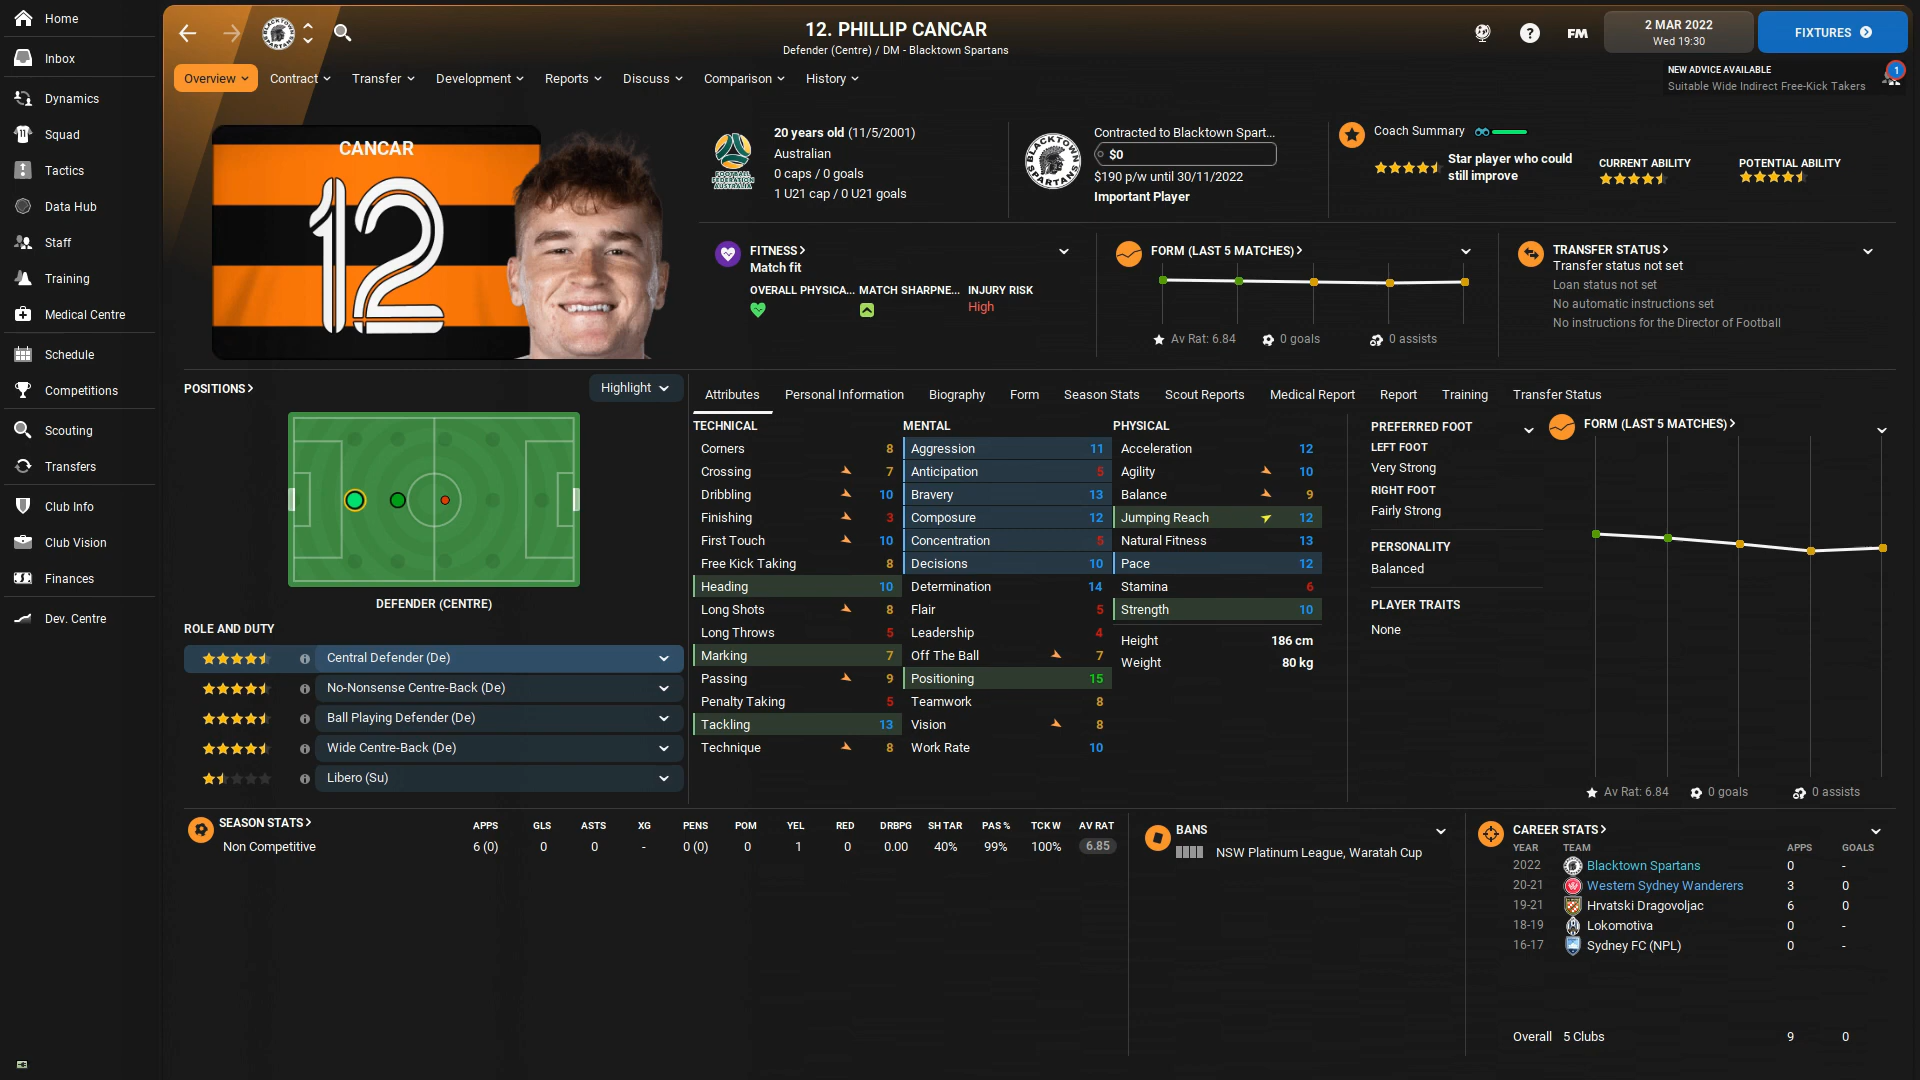 Home
Inbox
Dynamics
Squad
Tactics
Data Hub
Staff
Training
Medical Centre
Schedule
Competitions
Scouting
Transfers
Club Info
Club Vision
Finances
Dev. Centre
12. PHILLIP CANCAR
Defender (Centre) / DM - Blacktown Spartans
FM
2 MAR 2022
Wed 19:30
FIXTURES
Overview Contract Transfer Development Reports Discuss Comparison History
NEW ADVICE AVAILABLE
Suitable Wide Indirect Free-Kick Takers
1
CANCAR
12
20 years old (11/5/2001)
Australian
0 caps / 0 goals
1 U21 cap / 0 U21 goals
FOOTBALL FEDERATION AUSTRALIA
BLACKTOWN SPARTANS
Contracted to Blacktown Spart...
$0
$190 p/w until 30/11/2022
Important Player
Coach Summary
Star player who could
still improve
CURRENT ABILITY
POTENTIAL ABILITY
FITNESS
Match fit
OVERALL PHYSICA... MATCH SHARPNE... INJURY RISK
High
FORM (LAST 5 MATCHES)
Av Rat: 6.84 0 goals 0 assists
TRANSFER STATUS
Transfer status not set
Loan status not set
No automatic instructions set
No instructions for the Director of Football
POSITIONS
Highlight
DEFENDER (CENTRE)
ROLE AND DUTY
Central Defender (De)
No-Nonsense Centre-Back (De)
Ball Playing Defender (De)
Wide Centre-Back (De)
Libero (Su)
Attributes Personal Information Biography Form Season Stats Scout Reports Medical Report Report Training Transfer Status
TECHNICAL
Corners 8
Crossing 7
Dribbling 10
Finishing 3
First Touch 10
Free Kick Taking 8
Heading 10
Long Shots 8
Long Throws 5
Marking 7
Passing 9
Penalty Taking 5
Tackling 13
Technique 8
MENTAL
Aggression 11
Anticipation 5
Bravery 13
Composure 12
Concentration 5
Decisions 10
Determination 14
Flair 5
Leadership 4
Off The Ball 7
Positioning 15
Teamwork 8
Vision 8
Work Rate 10
PHYSICAL
Acceleration 12
Agility 10
Balance 9
Jumping Reach 12
Natural Fitness 13
Pace 12
Stamina 6
Strength 10
Height 186 cm
Weight 80 kg
PREFERRED FOOT
LEFT FOOT
Very Strong
RIGHT FOOT
Fairly Strong
PERSONALITY
Balanced
PLAYER TRAITS
None
FORM (LAST 5 MATCHES)
Av Rat: 6.84 0 goals 0 assists
SEASON STATS APPS GLS ASTS XG PENS POM YEL RED DRBPG SH TAR PAS % TCK W AV RAT
Non Competitive 6 (0) 0 0 - 0 (0) 0 1 0 0.00 40% 99% 100% 6.85
BANS
NSW Platinum League, Waratah Cup
CAREER STATS
YEAR TEAM APPS GOALS
2022 Blacktown Spartans 0 -
20-21 Western Sydney Wanderers 3 0
19-21 Hrvatski Dragovoljac 6 0
18-19 Lokomotiva 0 -
16-17 Sydney FC (NPL) 0 -
Overall 5 Clubs 9 0